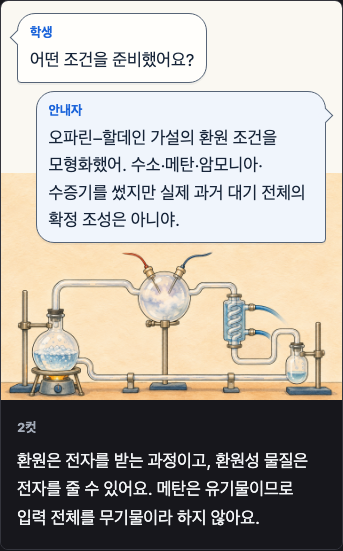 학생
어떤 조건을 준비했어요?
안내자
오파린–할데인 가설의 환원 조건을
모형화했어. 수소·메탄·암모니아·
수증기를 썼지만 실제 과거 대기 전체의
확정 조성은 아니야.
2컷
환원은 전자를 받는 과정이고, 환원성 물질은
전자를 줄 수 있어요. 메탄은 유기물이므로
입력 전체를 무기물이라 하지 않아요.